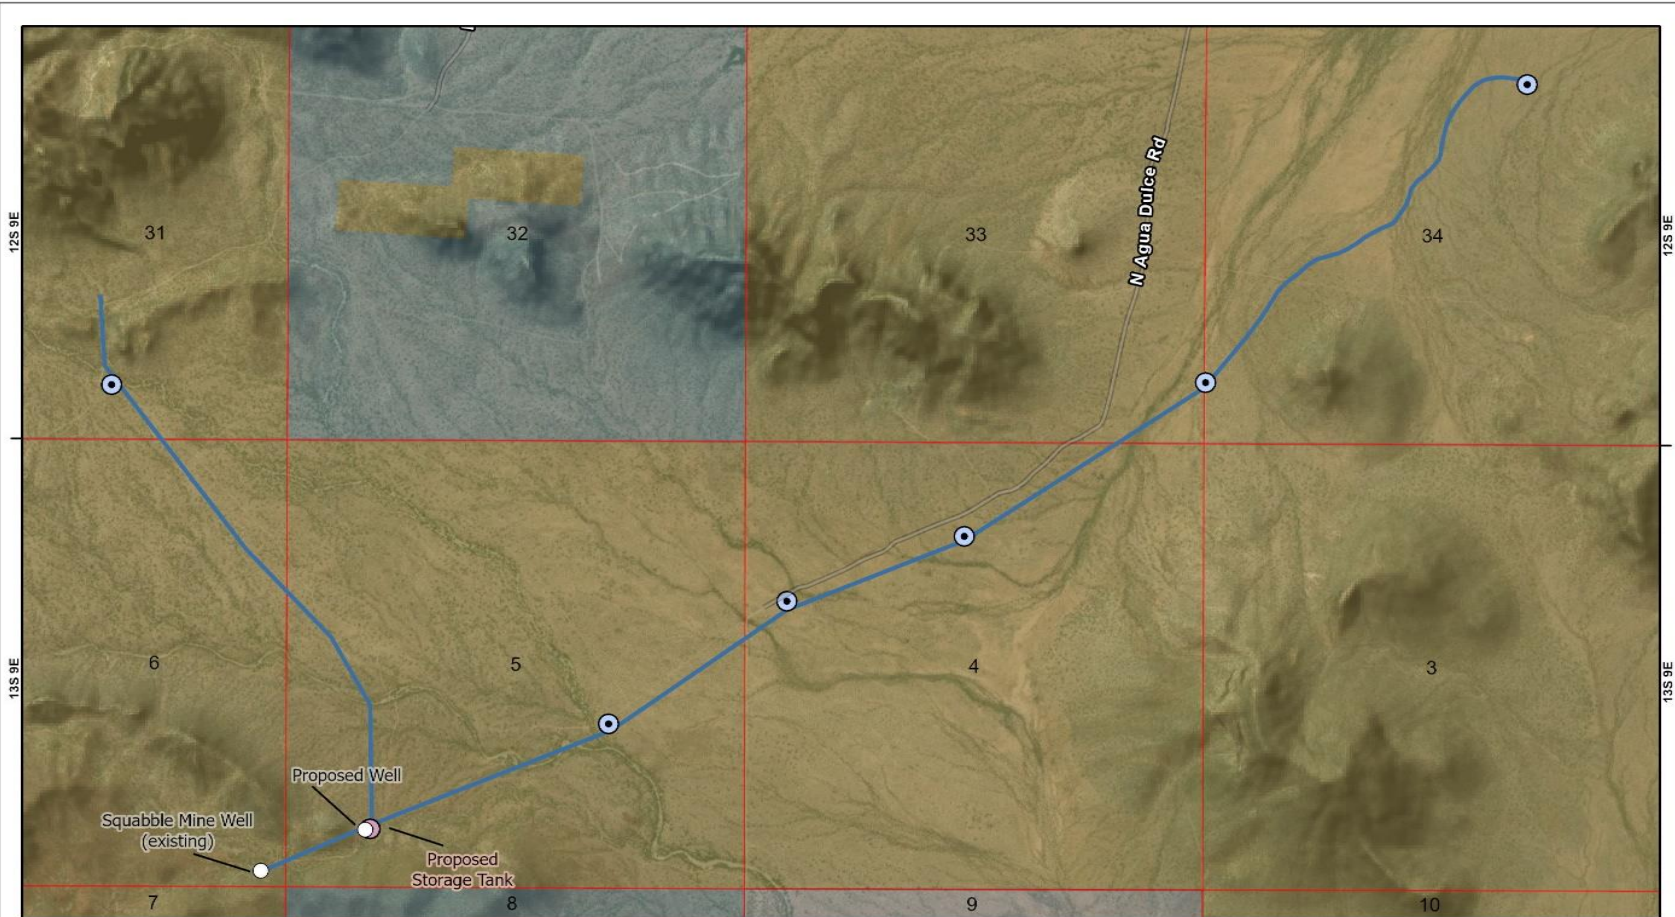 N Agua Dulce Rd
12S 9E
31
32
33
34
12S 9E
13S 9E
6
5
4
3
13S 9E
Proposed Well
Squabble Mine Well
(existing)
Proposed
Storage Tank
7
8
9
10